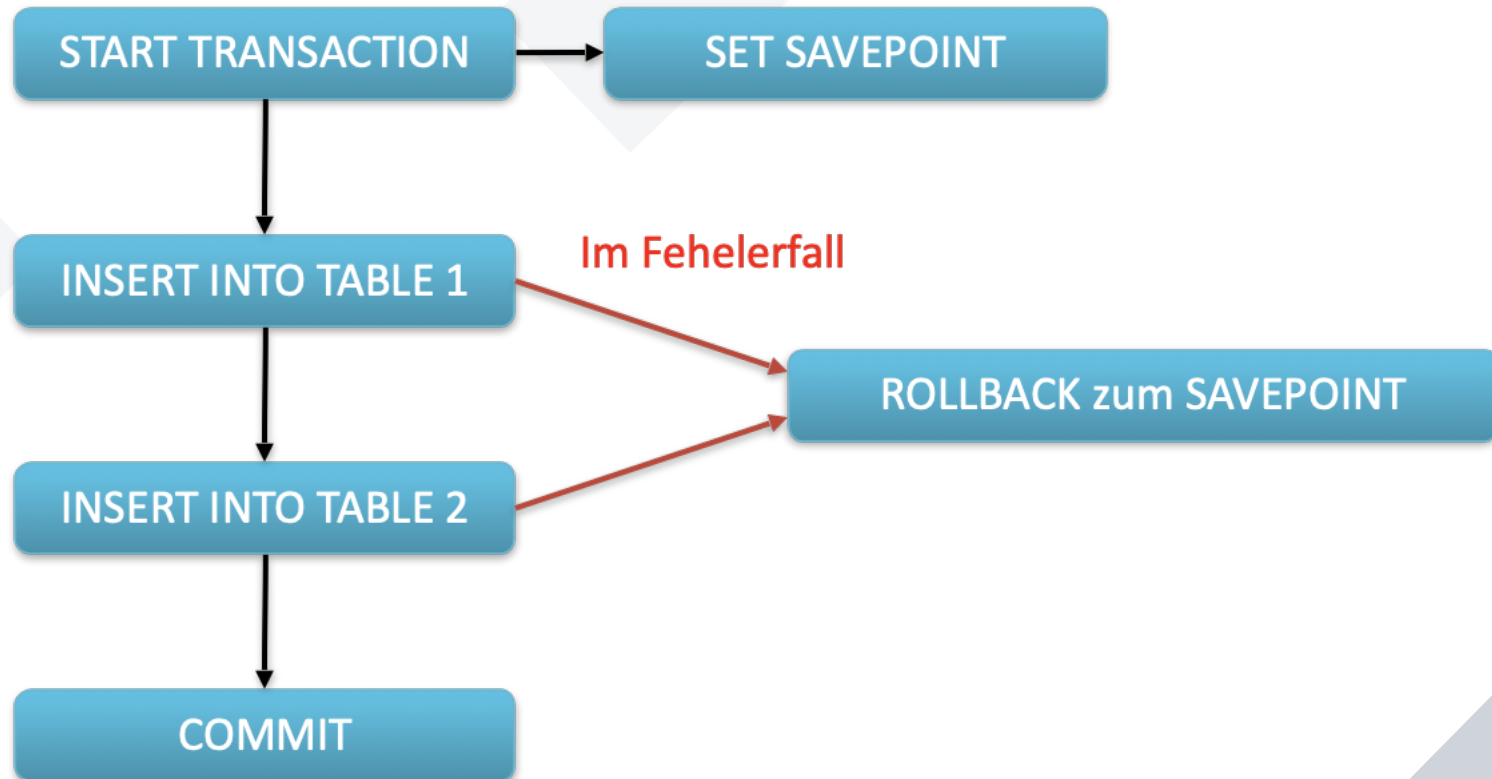 START TRANSACTION
SET SAVEPOINT
INSERT INTO TABLE 1
Im Fehelerfall
ROLLBACK zum SAVEPOINT
INSERT INTO TABLE 2
COMMIT